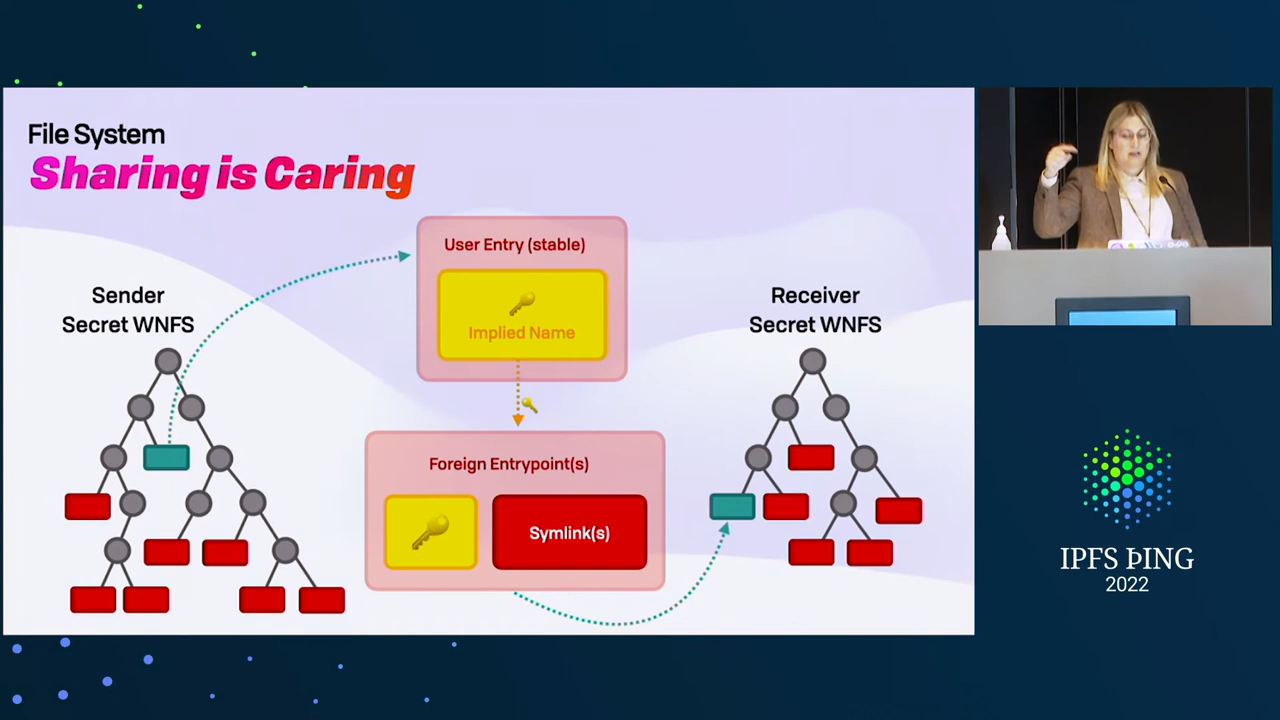 File System
Sharing is Caring
User Entry (stable)
Implied Name
Sender
Secret WNFS
Receiver
Secret WNFS
Foreign Entrypoint(s)
Symlink(s)
IPFS ÞING
2022